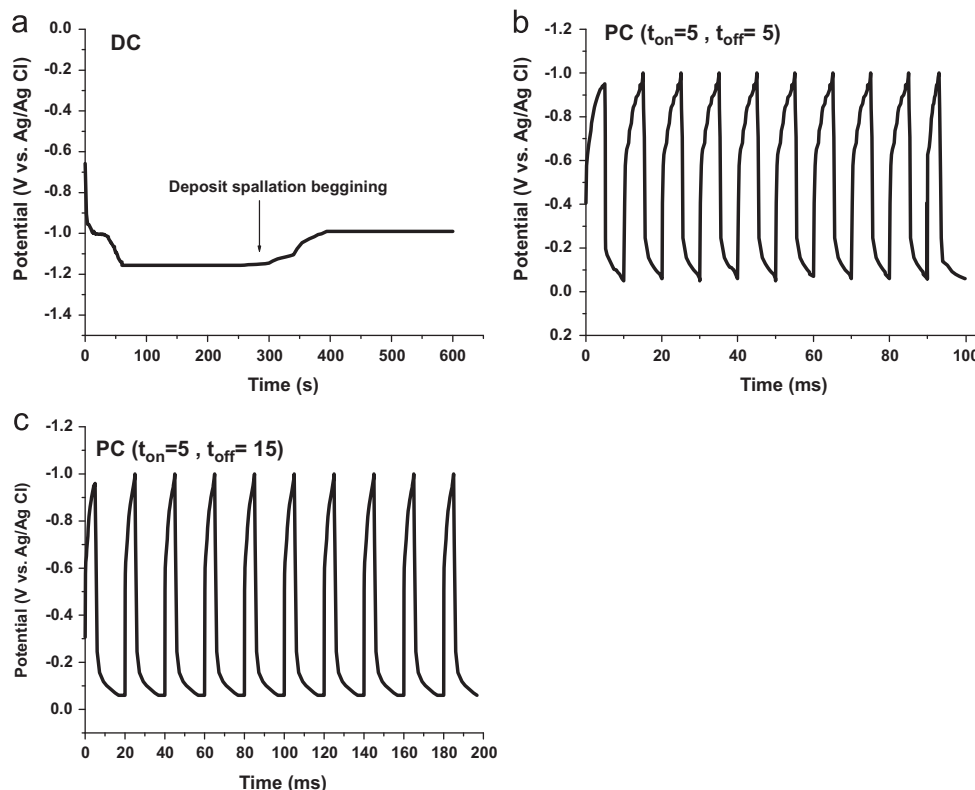 a
DC
0.0
-0.2
-0.4
-0.6
-0.8
-1.0
-1.2
-1.4
Potential (V vs. Ag/Ag Cl)
Deposit spallation beggining
0 100 200 300 400 500 600
Time (s)
b
PC (ton=5 , toff= 5)
-1.2
-1.0
-0.8
-0.6
-0.4
-0.2
0.0
0.2
Potential (V vs. Ag/Ag Cl)
0 20 40 60 80 100
Time (ms)
c
PC (ton=5 , toff= 15)
-1.2
-1.0
-0.8
-0.6
-0.4
-0.2
0.0
Potential (V vs. Ag/Ag Cl)
0 20 40 60 80 100 120 140 160 180 200
Time (ms)